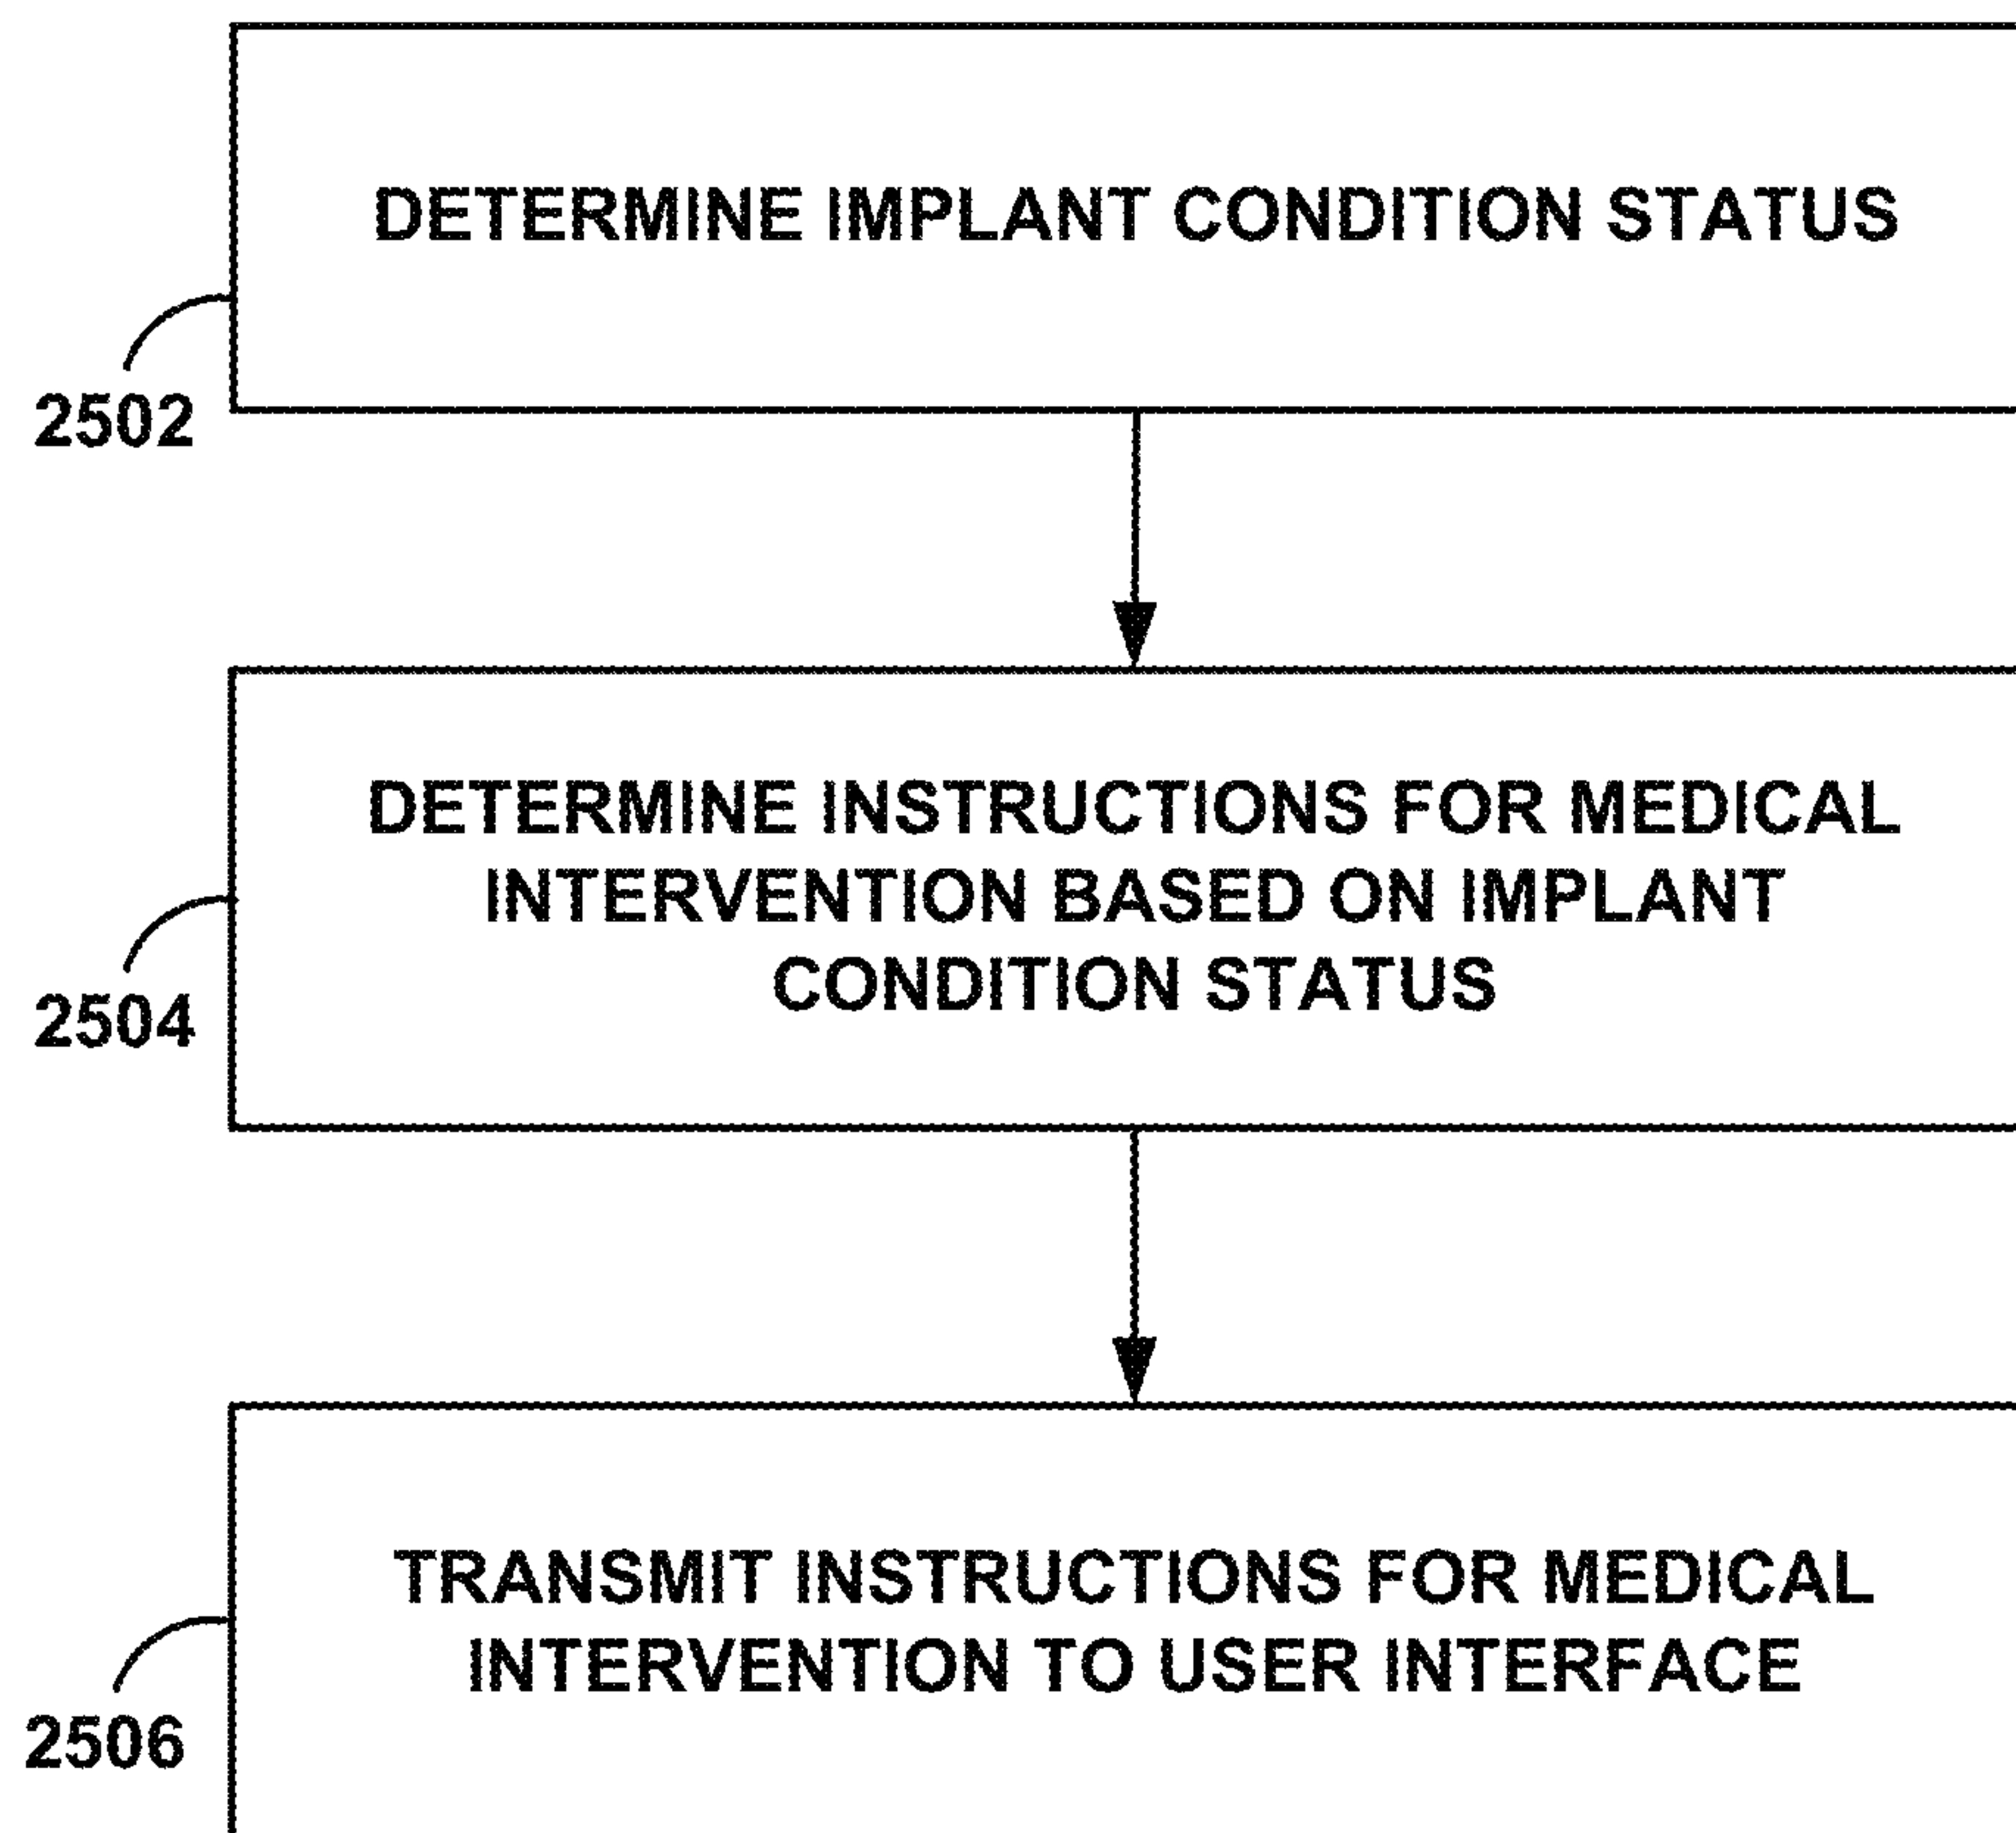 DETERMINE IMPLANT CONDITION STATUS
2502
DETERMINE INSTRUCTIONS FOR MEDICAL
INTERVENTION BASED ON IMPLANT
CONDITION STATUS
2504
TRANSMIT INSTRUCTIONS FOR MEDICAL
INTERVENTION TO USER INTERFACE
2506